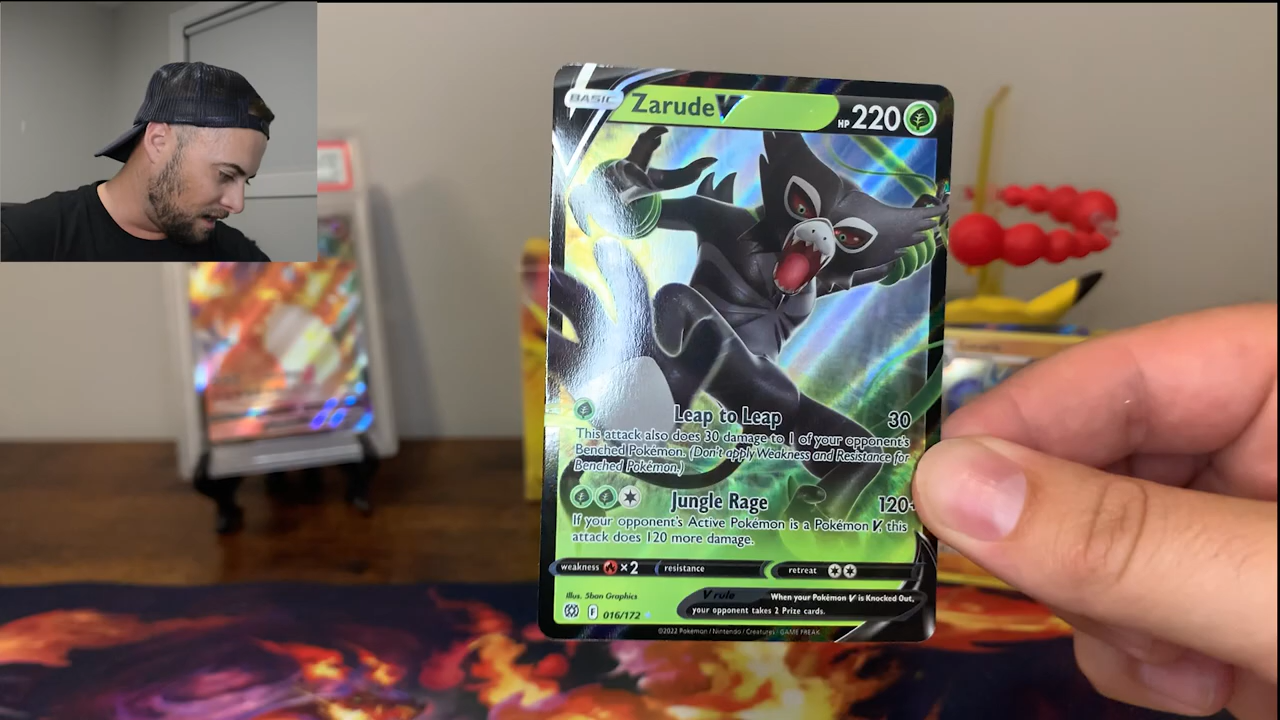 BASIC Zarude V HP 220
Leap to Leap 30
This attack also does 30 damage to 1 of your opponent's
Benched Pokémon. (Don't apply Weakness and Resistance for
Benched Pokémon.)
Jungle Rage 120+
If your opponent's Active Pokémon is a Pokémon V, this
attack does 120 more damage.
weakness ×2 resistance retreat
Illus. 5ban Graphics
V rule When your Pokémon V is Knocked Out,
your opponent takes 2 Prize cards.
F 016/172
©2022 Pokémon / Nintendo / Creatures / GAME FREAK